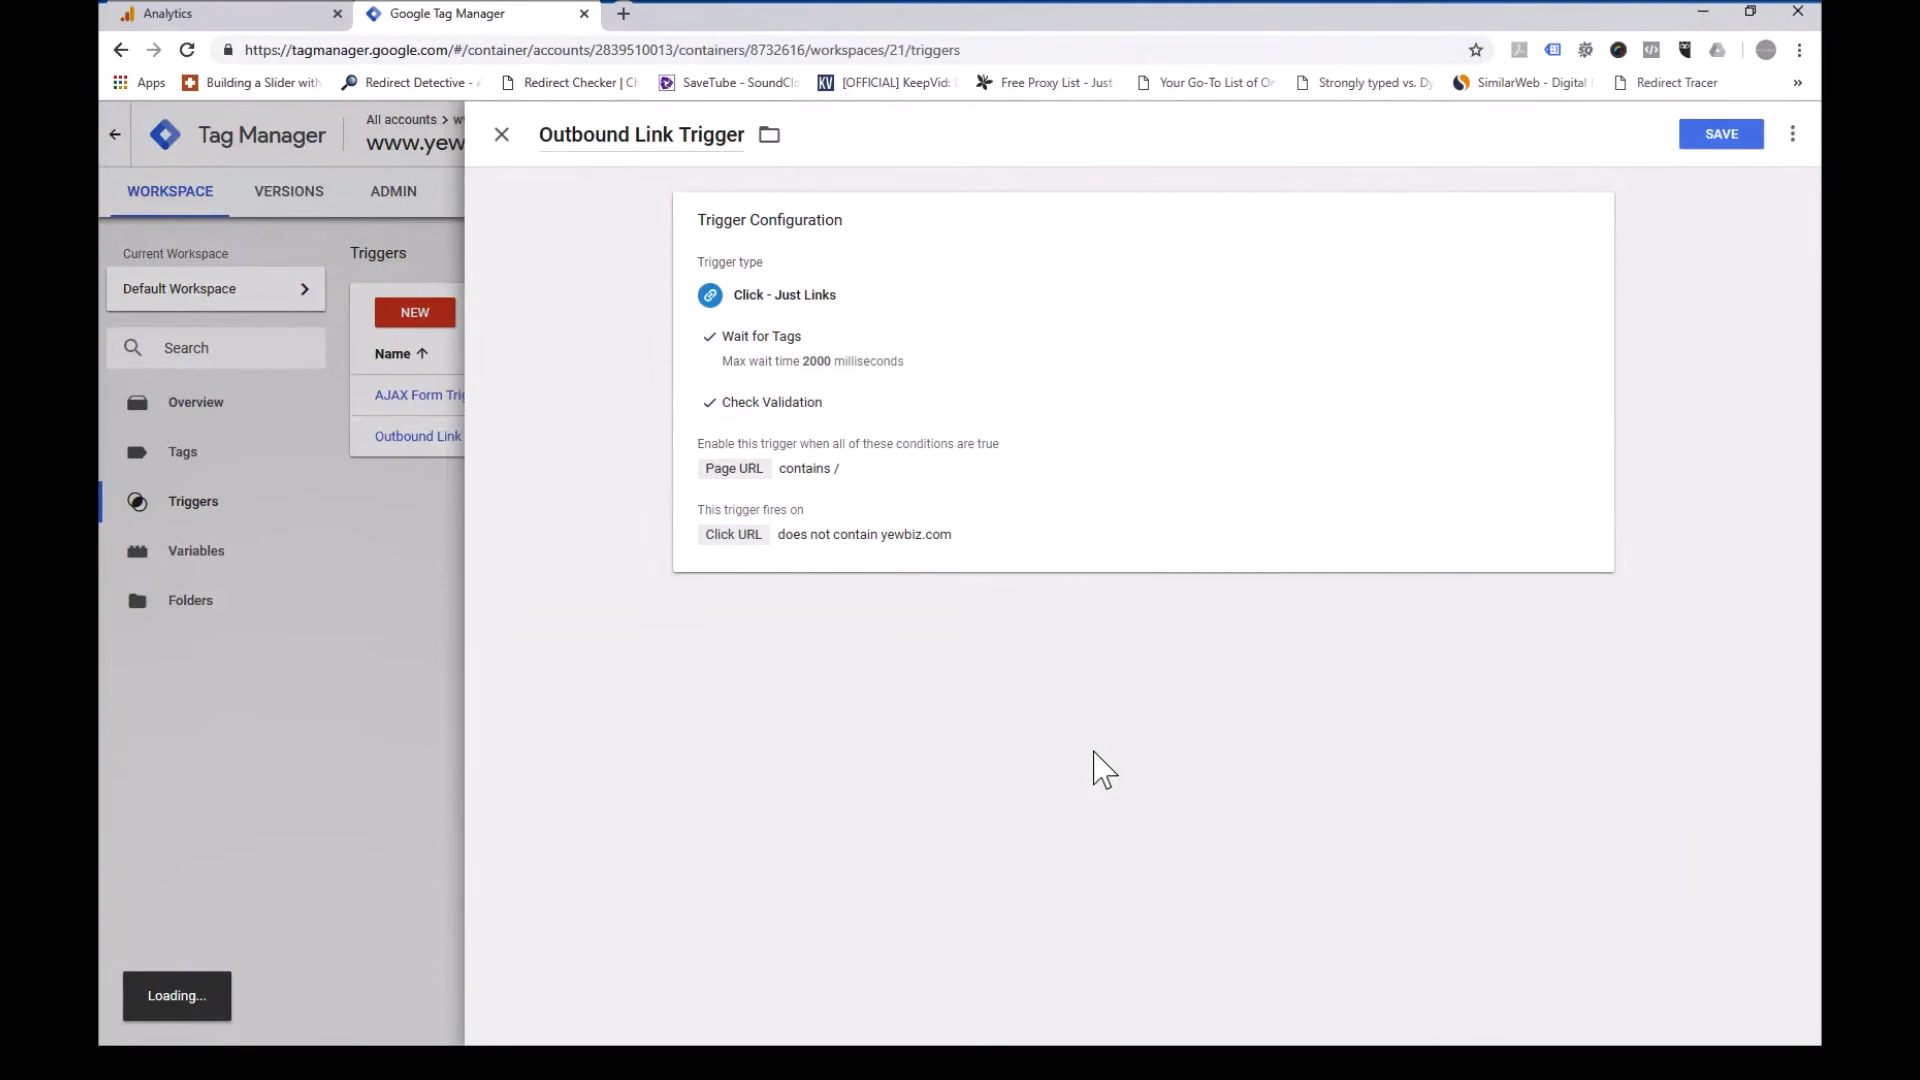 Analytics
Google Tag Manager
https://tagmanager.google.com/#/container/accounts/2839510013/containers/8732616/workspaces/21/triggers
Apps
Building a Slider with
Redirect Detective - A
Redirect Checker | Ch
SaveTube - SoundClo
[OFFICIAL] KeepVid:
Free Proxy List - Just
Your Go-To List of Or
Strongly typed vs. Dy
SimilarWeb - Digital
Redirect Tracer
»
Tag Manager
All accounts > w
www.yew
Outbound Link Trigger
SAVE
WORKSPACE
VERSIONS
ADMIN
Current Workspace
Default Workspace
Search
Overview
Tags
Triggers
Variables
Folders
Triggers
NEW
Name
AJAX Form Trig
Outbound Link
Trigger Configuration
Trigger type
Click - Just Links
Wait for Tags
Max wait time 2000 milliseconds
Check Validation
Enable this trigger when all of these conditions are true
Page URL contains /
This trigger fires on
Click URL does not contain yewbiz.com
Loading...